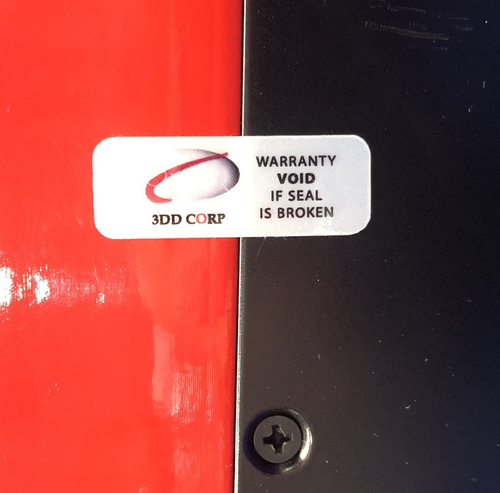 3DD CORP
WARRANTY
VOID
IF SEAL
IS BROKEN